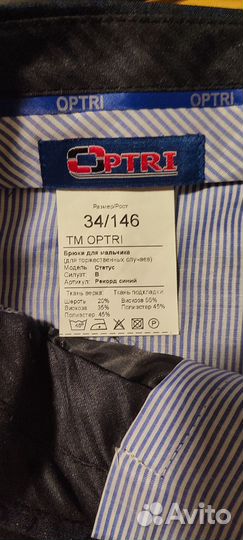 OPTRI
OPTRI
OPTRI
Размер/Рост
34/146
TM OPTRI
Брюки для мальчика
(для торжественных случаев)
Модель: Статус
Силуэт: В
Артикул: Рекорд синий
Ткань верха: Ткань подкладки
Шерсть 20% Вискоза 55%
Вискоза 35% Полиэстер 45%
Полиэстер 45%
Avito